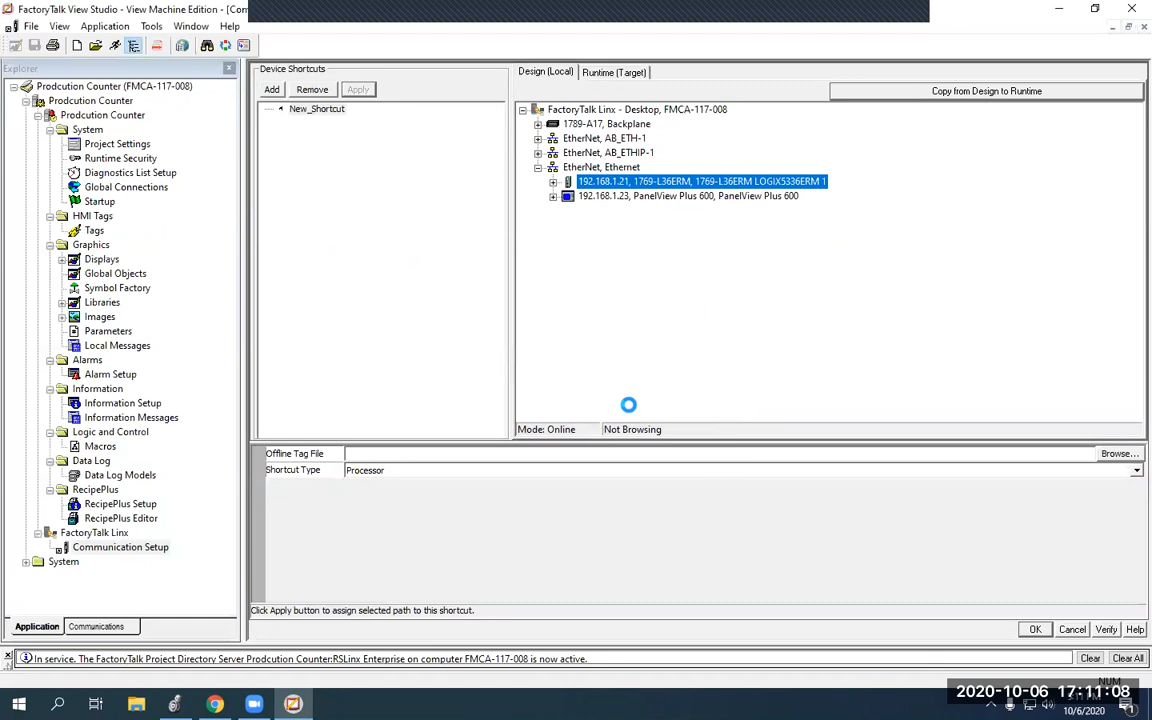 FactoryTalk View Studio - View Machine Edition - [Com
File View Application Tools Window Help
Explorer
Prodcution Counter (FMCA-117-008)
Prodcution Counter
Prodcution Counter
System
Project Settings
Runtime Security
Diagnostics List Setup
Global Connections
Startup
HMI Tags
Tags
Graphics
Displays
Global Objects
Symbol Factory
Libraries
Images
Parameters
Local Messages
Alarms
Alarm Setup
Information
Information Setup
Information Messages
Logic and Control
Macros
Data Log
Data Log Models
RecipePlus
RecipePlus Setup
RecipePlus Editor
FactoryTalk Linx
Communication Setup
System
Application Communications
Device Shortcuts
Add Remove Apply
New_Shortcut
Design (Local) Runtime (Target)
Copy from Design to Runtime
FactoryTalk Linx - Desktop, FMCA-117-008
1789-A17, Backplane
EtherNet, AB_ETH-1
EtherNet, AB_ETHIP-1
EtherNet, Ethernet
192.168.1.21, 1769-L36ERM, 1769-L36ERM LOGIX5336ERM 1
192.168.1.23, PanelView Plus 600, PanelView Plus 600
Mode: Online Not Browsing
Offline Tag File Browse...
Shortcut Type Processor
Click Apply button to assign selected path to this shortcut.
OK Cancel Verify Help
In service. The FactoryTalk Project Directory Server Prodcution Counter:RSLinx Enterprise on computer FMCA-117-008 is now active.
Clear Clear All
NUM
2020-10-06 17:11:08
10/6/2020